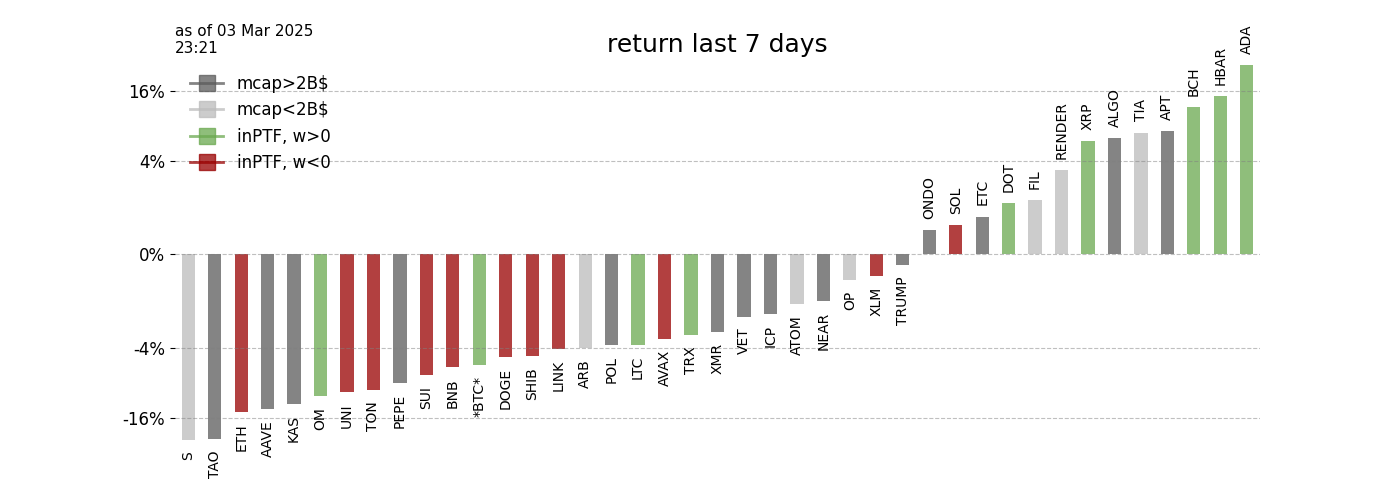 as of 03 Mar 2025
23:21
return last 7 days
mcap>2B$
mcap<2B$
inPTF, w>0
inPTF, w<0
16%
4%
0%
-4%
-16%
S
TAO
ETH
AAVE
KAS
OM
UNI
TON
PEPE
SUI
BNB
*BTC*
DOGE
SHIB
LINK
ARB
POL
LTC
AVAX
TRX
XMR
VET
ICP
ATOM
NEAR
OP
XLM
TRUMP
ONDO
SOL
ETC
DOT
FIL
RENDER
XRP
ALGO
TIA
APT
BCH
HBAR
ADA